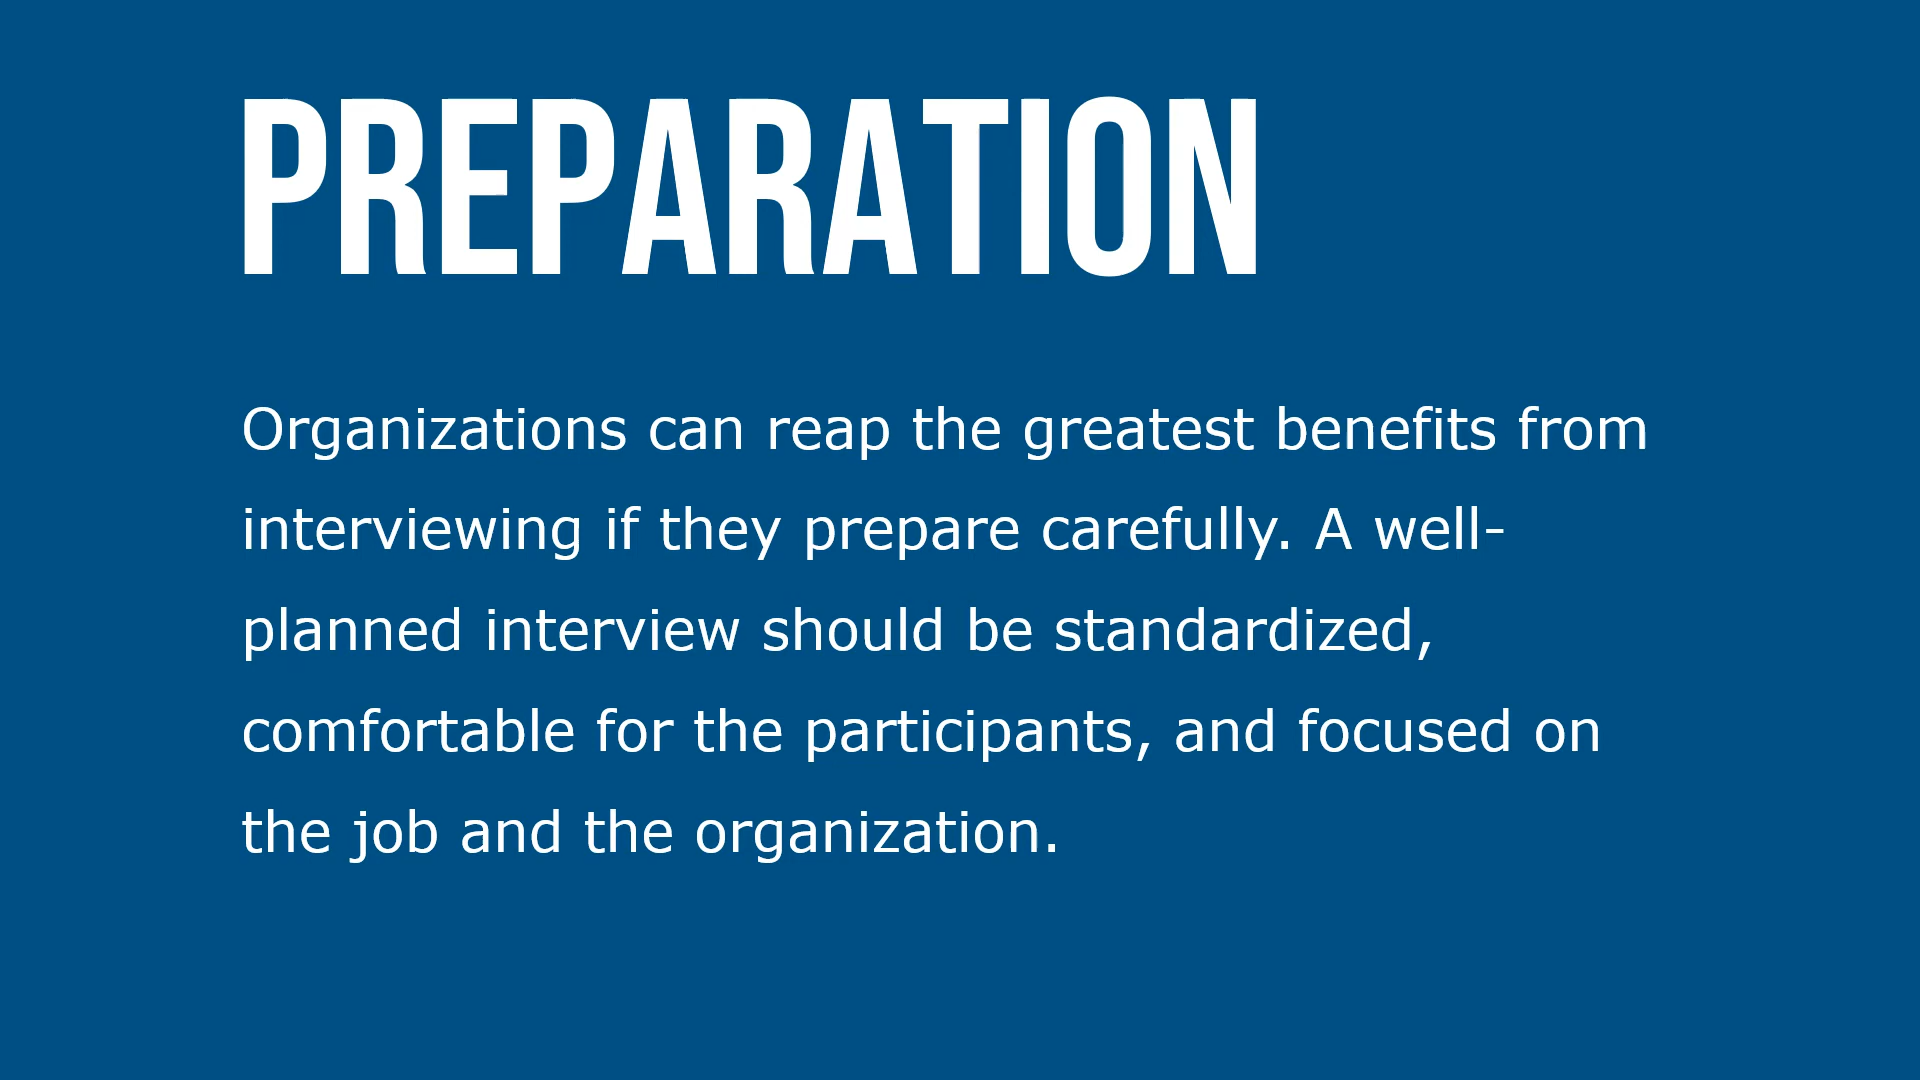 PREPARATION
Organizations can reap the greatest benefits from
interviewing if they prepare carefully. A well-
planned interview should be standardized,
comfortable for the participants, and focused on
the job and the organization.